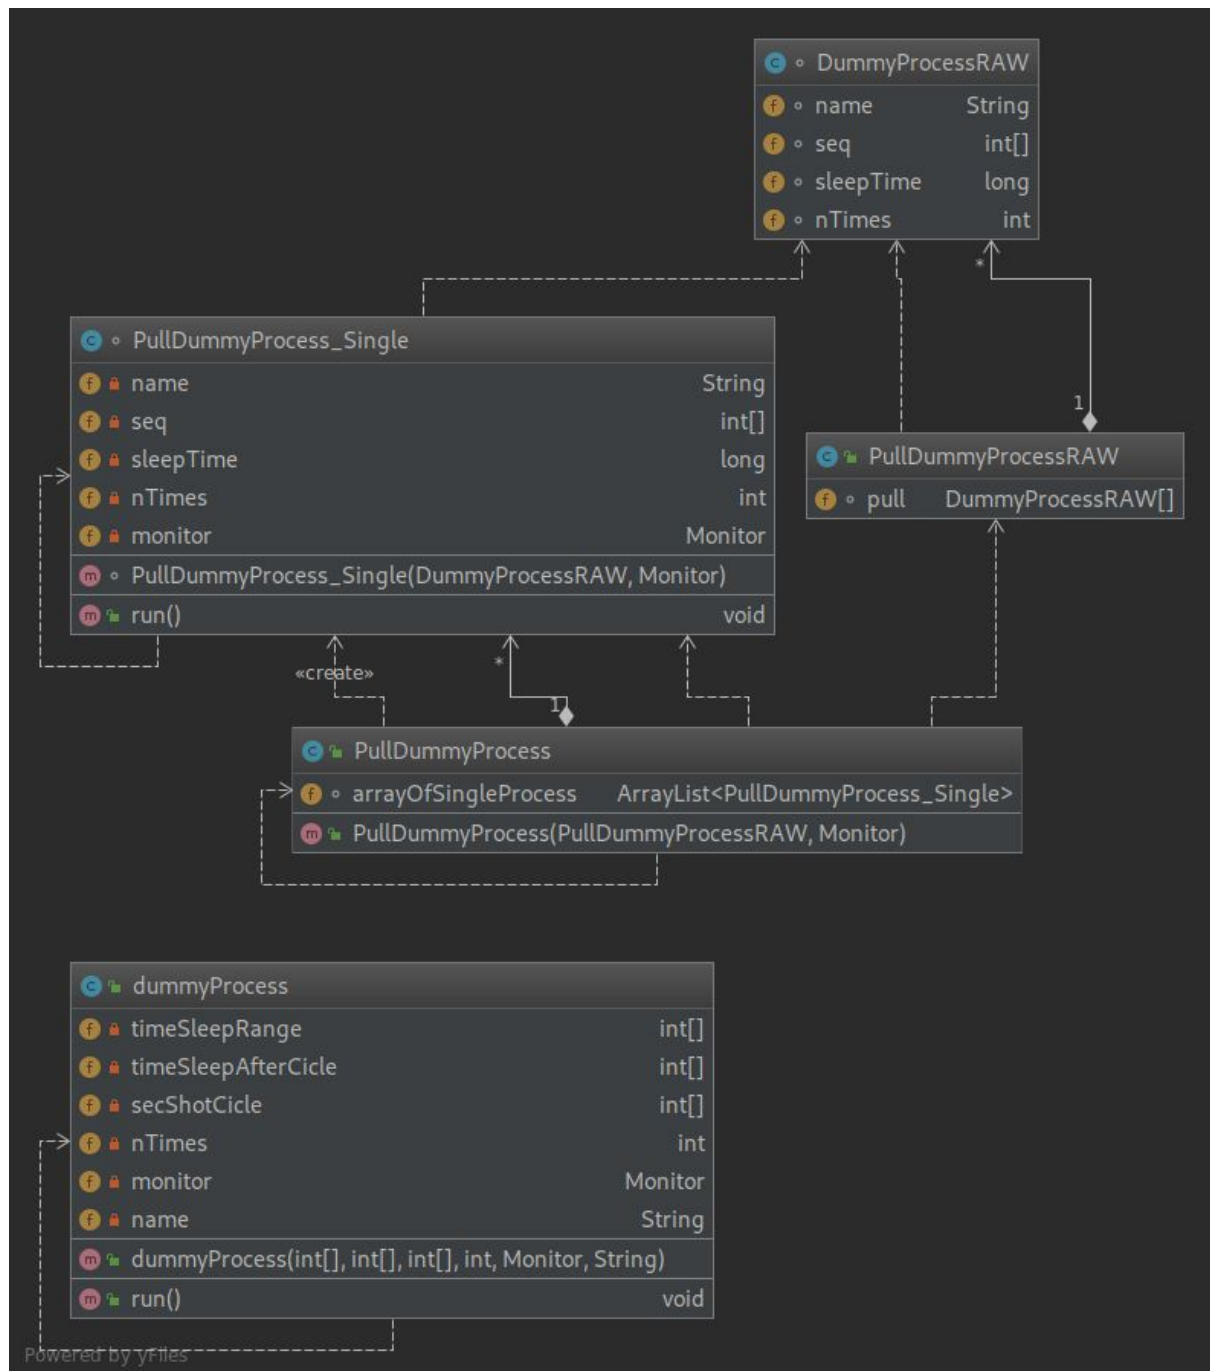 DummyProcessRAW
name String
seq int[]
sleepTime long
nTimes int
*
PullDummyProcess_Single
name String
seq int[]
sleepTime long
nTimes int
monitor Monitor
PullDummyProcess_Single(DummyProcessRAW, Monitor)
run() void
1
PullDummyProcessRAW
pull DummyProcessRAW[]
*
«create»
1
PullDummyProcess
arrayOfSingleProcess ArrayList<PullDummyProcess_Single>
PullDummyProcess(PullDummyProcessRAW, Monitor)
dummyProcess
timeSleepRange int[]
timeSleepAfterCicle int[]
secShotCicle int[]
nTimes int
monitor Monitor
name String
dummyProcess(int[], int[], int[], int, Monitor, String)
run() void
Powered by yFiles